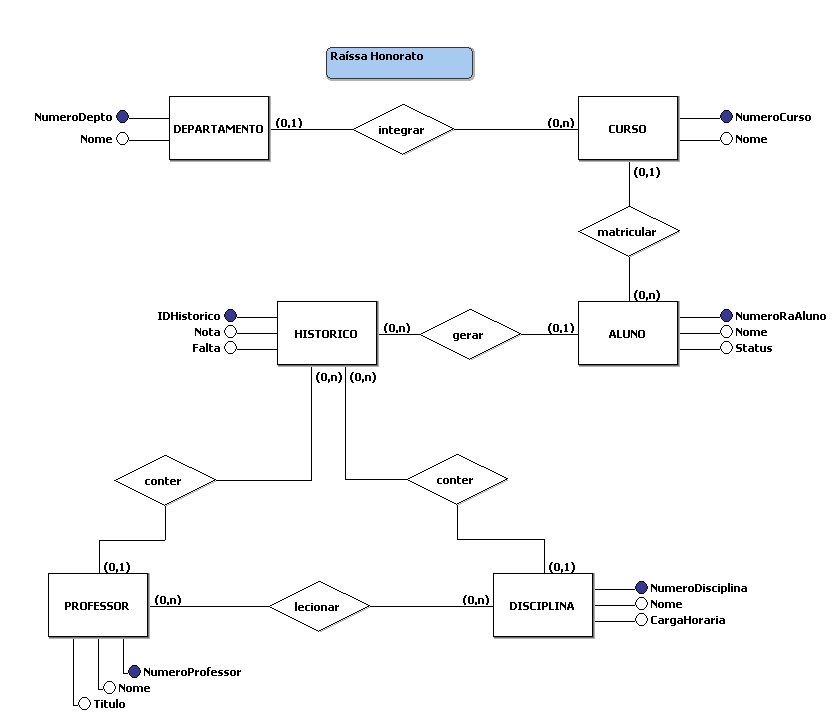 Raíssa Honorato
NumeroDepto
Nome
DEPARTAMENTO
(0,1)
integrar
(0,n)
CURSO
NumeroCurso
Nome
(0,1)
matricular
(0,n)
IDHistorico
Nota
Falta
HISTORICO
(0,n)
gerar
(0,1)
ALUNO
NumeroRaAluno
Nome
Status
(0,n) (0,n)
conter
conter
(0,1)
(0,1)
PROFESSOR
(0,n)
lecionar
(0,n)
DISCIPLINA
NumeroDisciplina
Nome
CargaHoraria
NumeroProfessor
Nome
Titulo